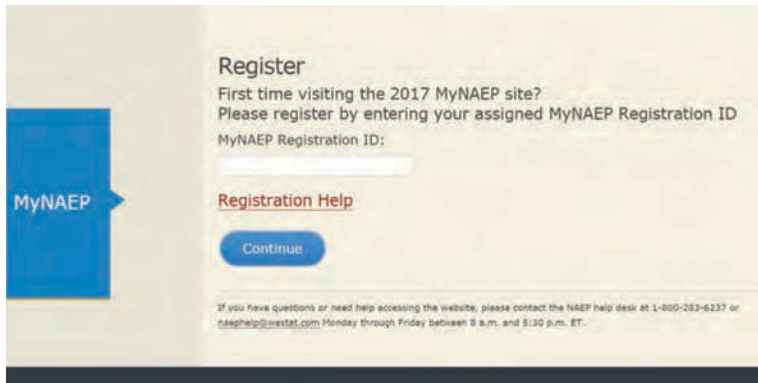 Register
First time visiting the 2017 MyNAEP site?
Please register by entering your assigned MyNAEP Registration ID
MyNAEP Registration ID:
MyNAEP
Registration Help
Continue
If you have questions or need help accessing the website, please contact the NAEP help desk at 1-800-283-6237 or
naephelp@westat.com Monday through Friday between 8 a.m. and 5:30 p.m. ET.